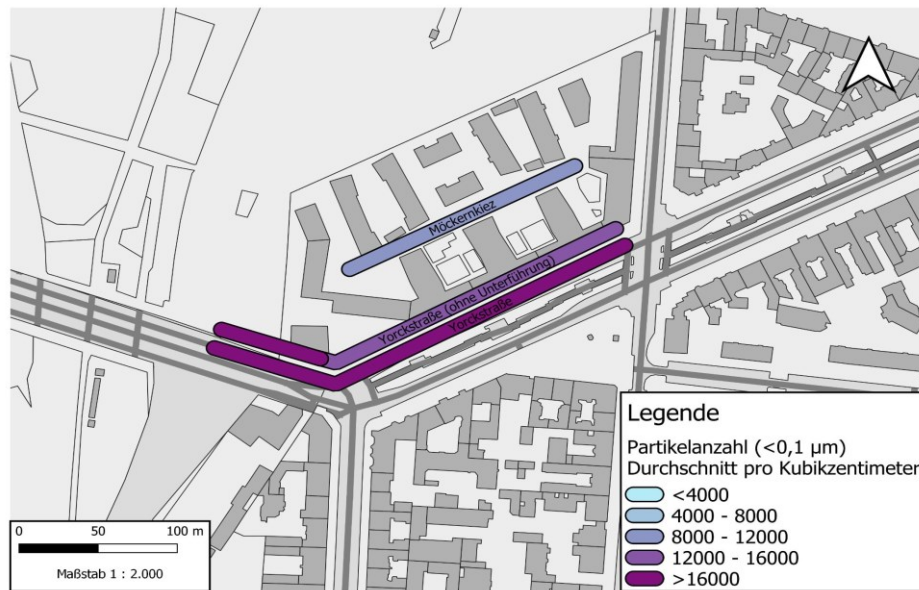 Möckernkiez
Yorckstraße (ohne Unterführung)
Yorckstraße
Legende
Partikelanzahl (<0,1 µm)
Durchschnitt pro Kubikzentimeter
<4000
4000 - 8000
8000 - 12000
12000 - 16000
>16000
0 50 100 m
Maßstab 1 : 2.000